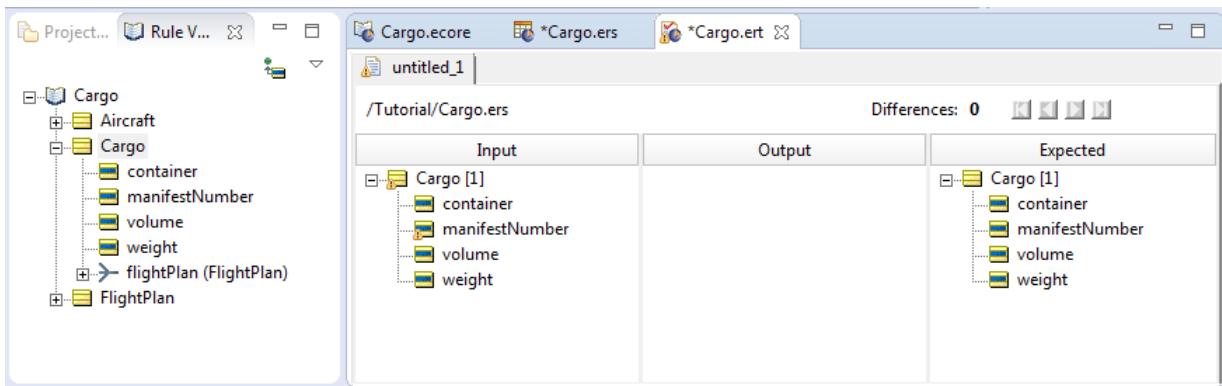 Project... Rule V...
Cargo
Aircraft
Cargo
container
manifestNumber
volume
weight
flightPlan (FlightPlan)
FlightPlan
Cargo.ecore *Cargo.ers *Cargo.ert
untitled_1
/Tutorial/Cargo.ers Differences: 0
Input Output Expected
Cargo [1] Cargo [1]
container container
manifestNumber manifestNumber
volume volume
weight weight